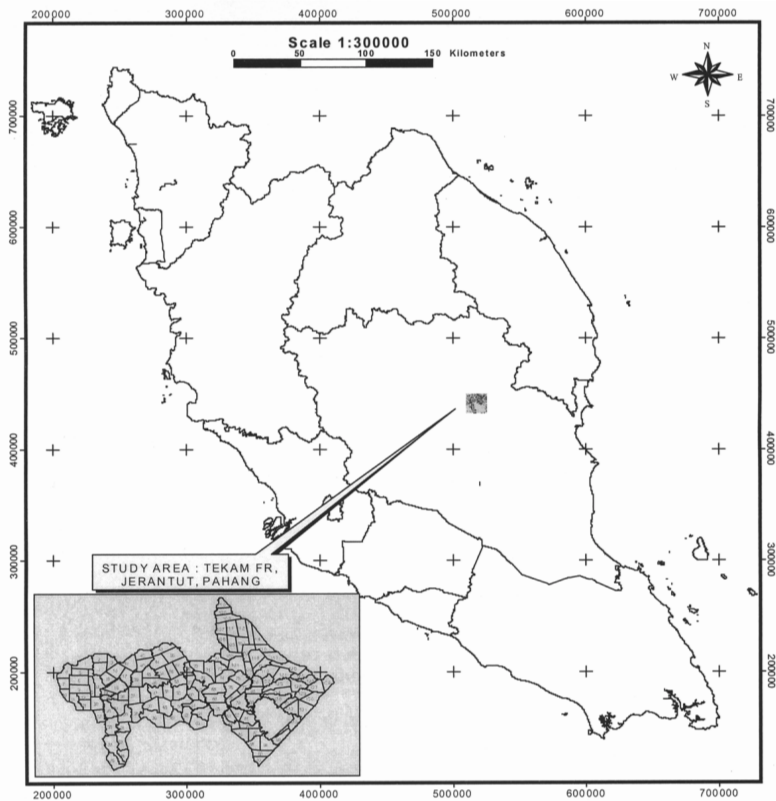 200000 300000 400000 500000 600000 700000
Scale 1:300000
0 50 100 150 Kilometers
N
W E
S
700000 700000
600000 600000
500000 500000
400000 400000
300000 300000
200000 200000
STUDY AREA : TEKAM FR,
JERANTUT, PAHANG
200000 300000 400000 500000 600000 700000